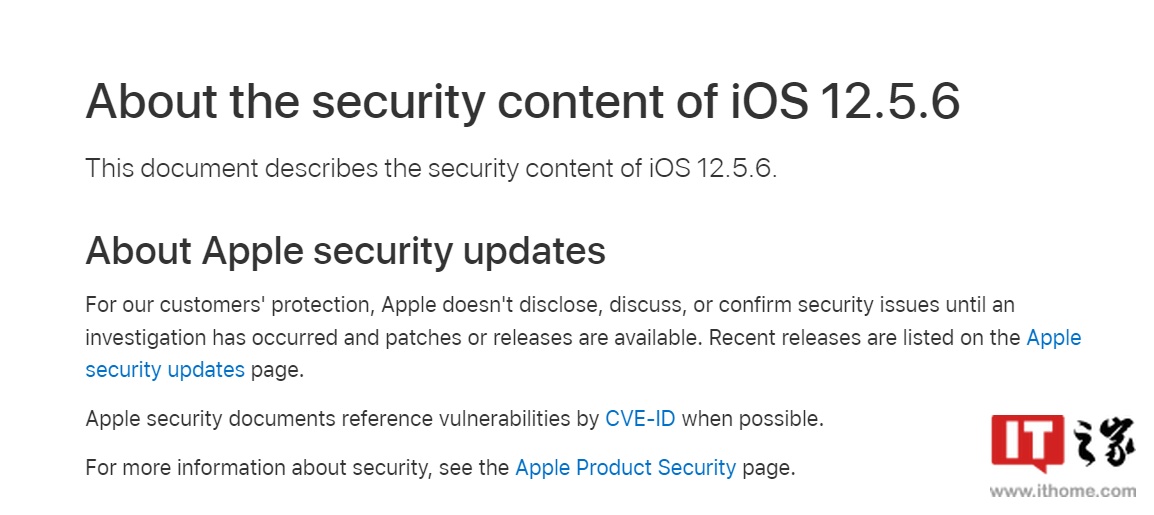 About the security content of iOS 12.5.6
This document describes the security content of iOS 12.5.6.
About Apple security updates
For our customers' protection, Apple doesn't disclose, discuss, or confirm security issues until an
investigation has occurred and patches or releases are available. Recent releases are listed on the Apple
security updates page.
Apple security documents reference vulnerabilities by CVE-ID when possible.
For more information about security, see the Apple Product Security page.
IT之家
www.ithome.com